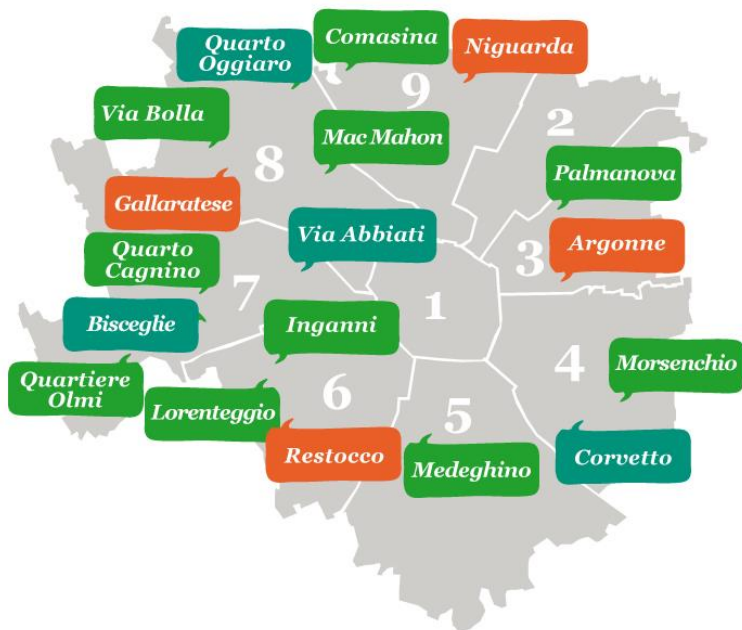 Comasina
Quarto
Oggiaro
Niguarda
9
Via Bolla
2
Mac Mahon
8
Palmanova
Gallaratese
Via Abbiati
Argonne
3
Quarto
Cagnino
7
1
Bisceglie
Inganni
Morsenchio
4
Quartiere
Olmi
6
Lorenteggio
5
Restocco
Medeghino
Corvetto